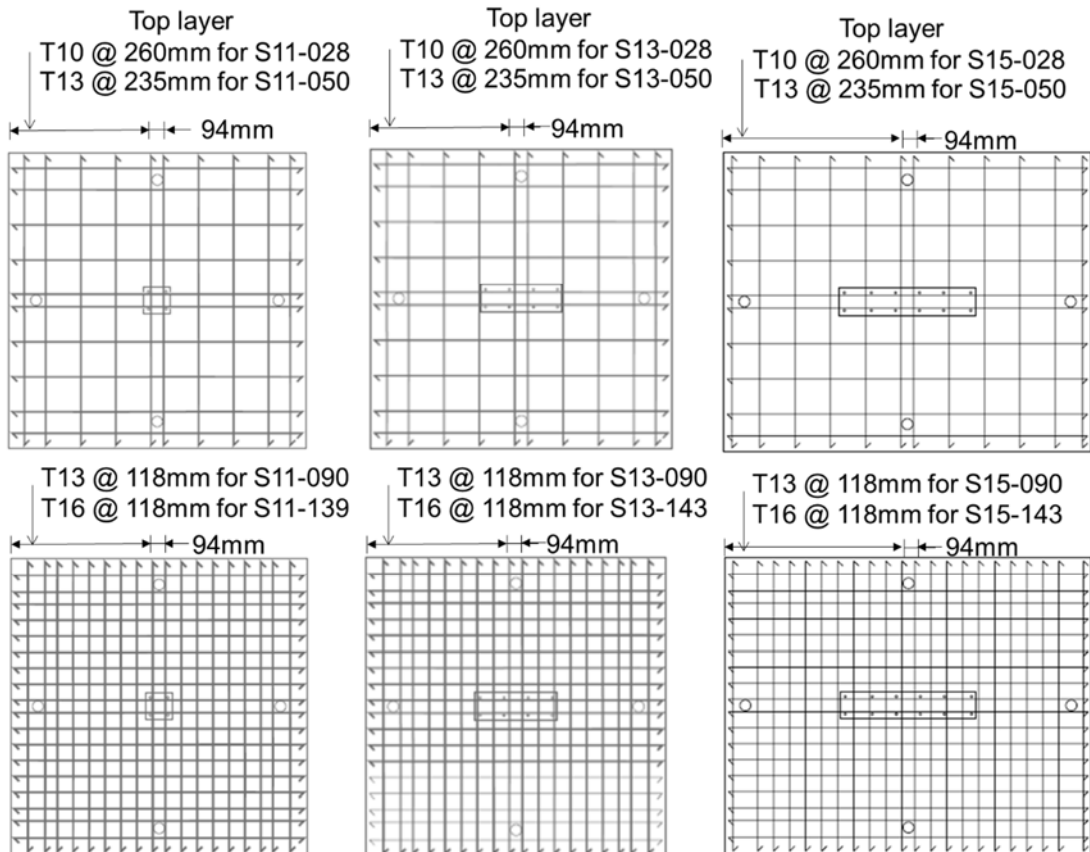 Top layer
T10 @ 260mm for S11-028
T13 @ 235mm for S11-050
94mm
Top layer
T10 @ 260mm for S13-028
T13 @ 235mm for S13-050
94mm
Top layer
T10 @ 260mm for S15-028
T13 @ 235mm for S15-050
94mm
T13 @ 118mm for S11-090
T16 @ 118mm for S11-139
94mm
T13 @ 118mm for S13-090
T16 @ 118mm for S13-143
94mm
T13 @ 118mm for S15-090
T16 @ 118mm for S15-143
94mm